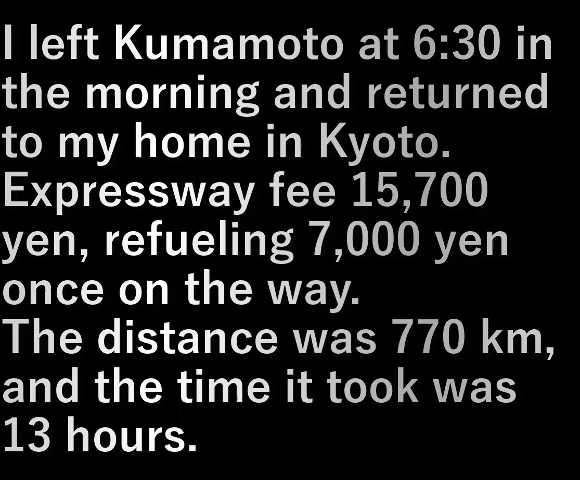 I left Kumamoto at 6:30 in
the morning and returned
to my home in Kyoto.
Expressway fee 15,700
yen, refueling 7,000 yen
once on the way.
The distance was 770 km,
and the time it took was
13 hours.